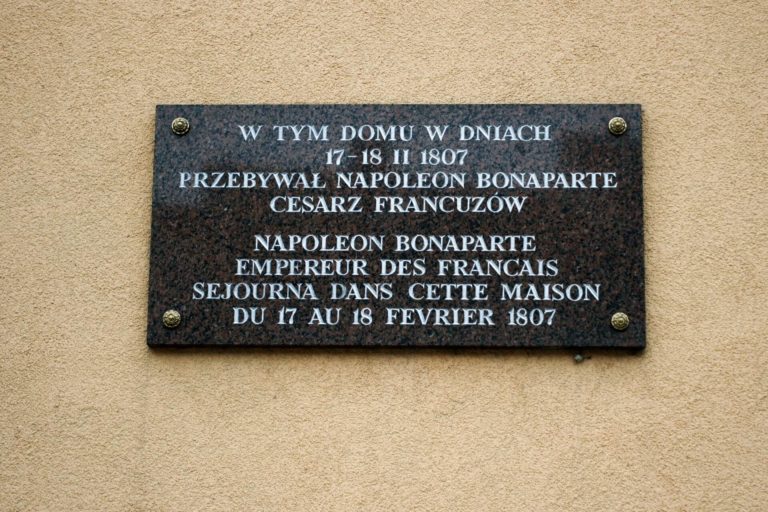 W TYM DOMU W DNIACH
17-18 II 1807
PRZEBYWAŁ NAPOLEON BONAPARTE
CESARZ FRANCUZÓW
NAPOLEON BONAPARTE
EMPEREUR DES FRANCAIS
SEJOURNA DANS CETTE MAISON
DU 17 AU 18 FEVRIER 1807